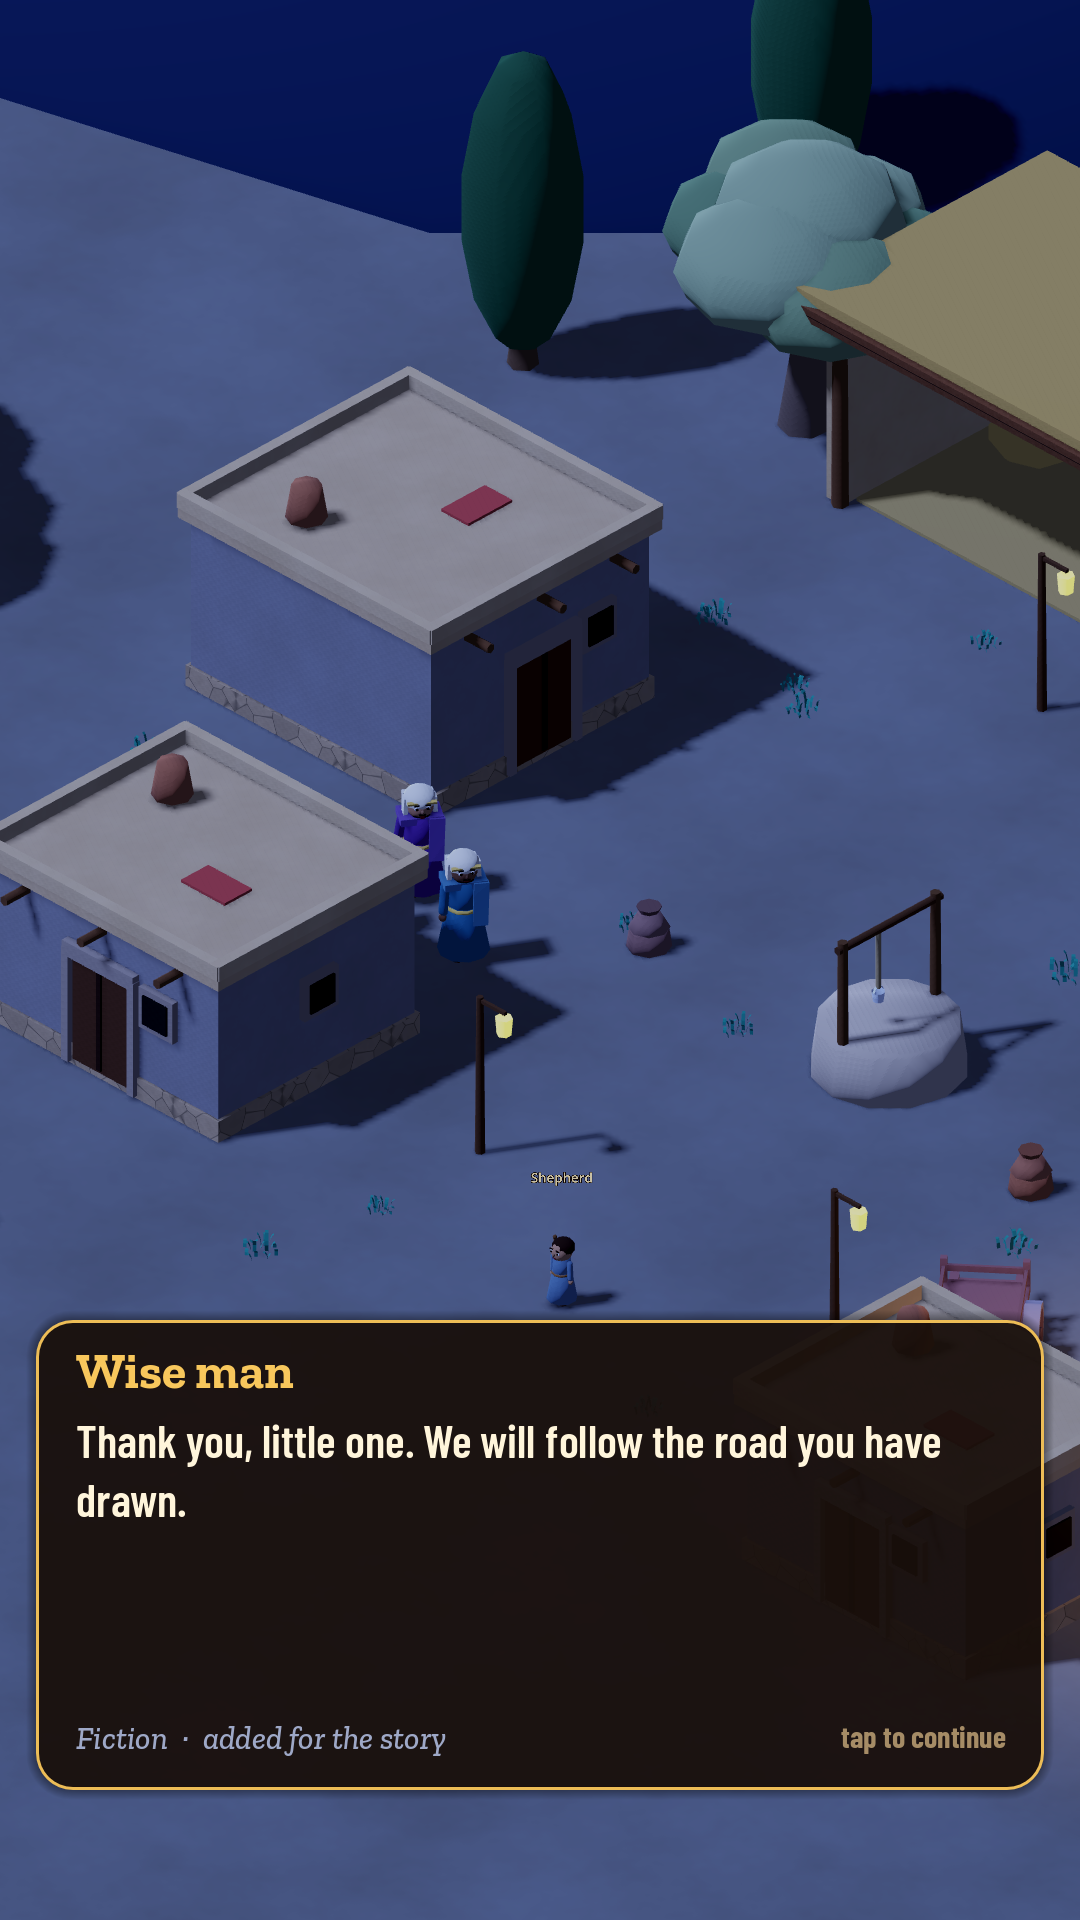 Shepherd
Wise man
Thank you, little one. We will follow the road you have
drawn.
Fiction · added for the story
tap to continue